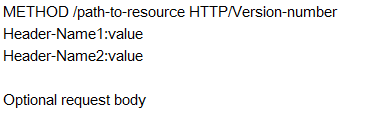 METHOD /path-to-resource HTTP/Version-number
Header-Name1:value
Header-Name2:value

Optional request body